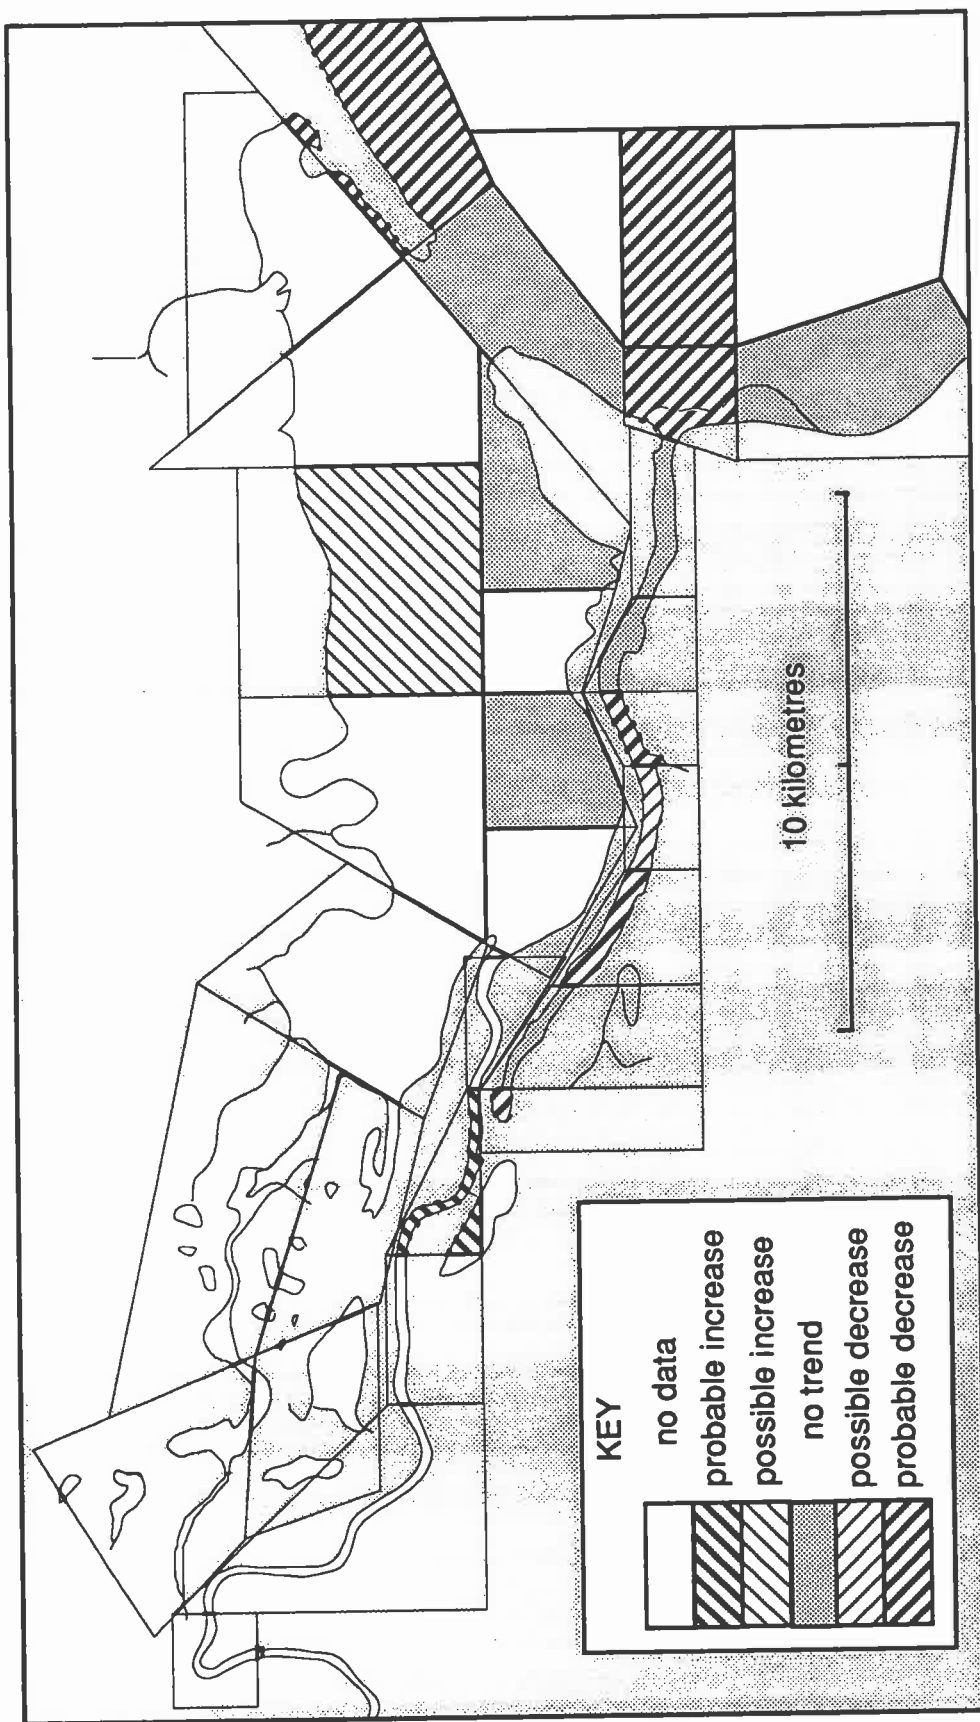 10 kilometres
KEY
no data
probable increase
possible increase
no trend
possible decrease
probable decrease